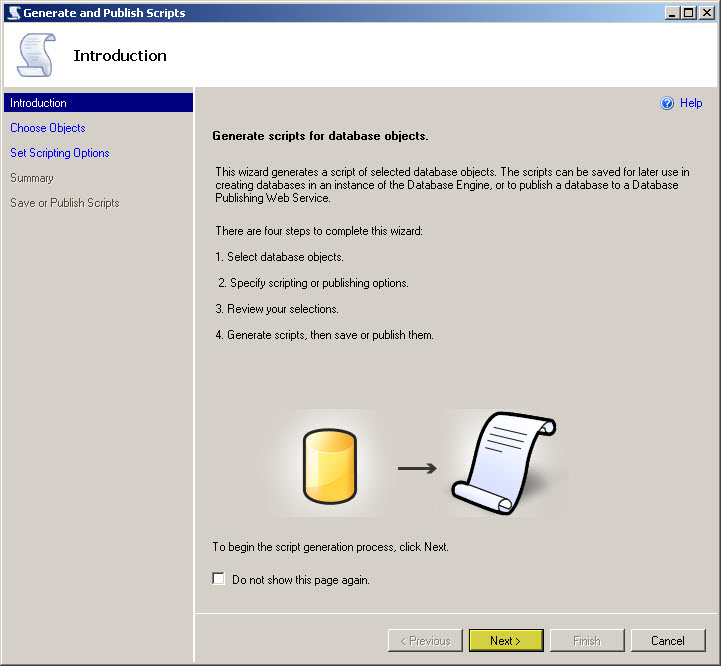 Generate and Publish Scripts
Introduction
Introduction
Choose Objects
Set Scripting Options
Summary
Save or Publish Scripts
Help
Generate scripts for database objects.
This wizard generates a script of selected database objects. The scripts can be saved for later use in
creating databases in an instance of the Database Engine, or to publish a database to a Database
Publishing Web Service.
There are four steps to complete this wizard:
1. Select database objects.
2. Specify scripting or publishing options.
3. Review your selections.
4. Generate scripts, then save or publish them.
To begin the script generation process, click Next.
Do not show this page again.
< Previous
Next >
Finish
Cancel